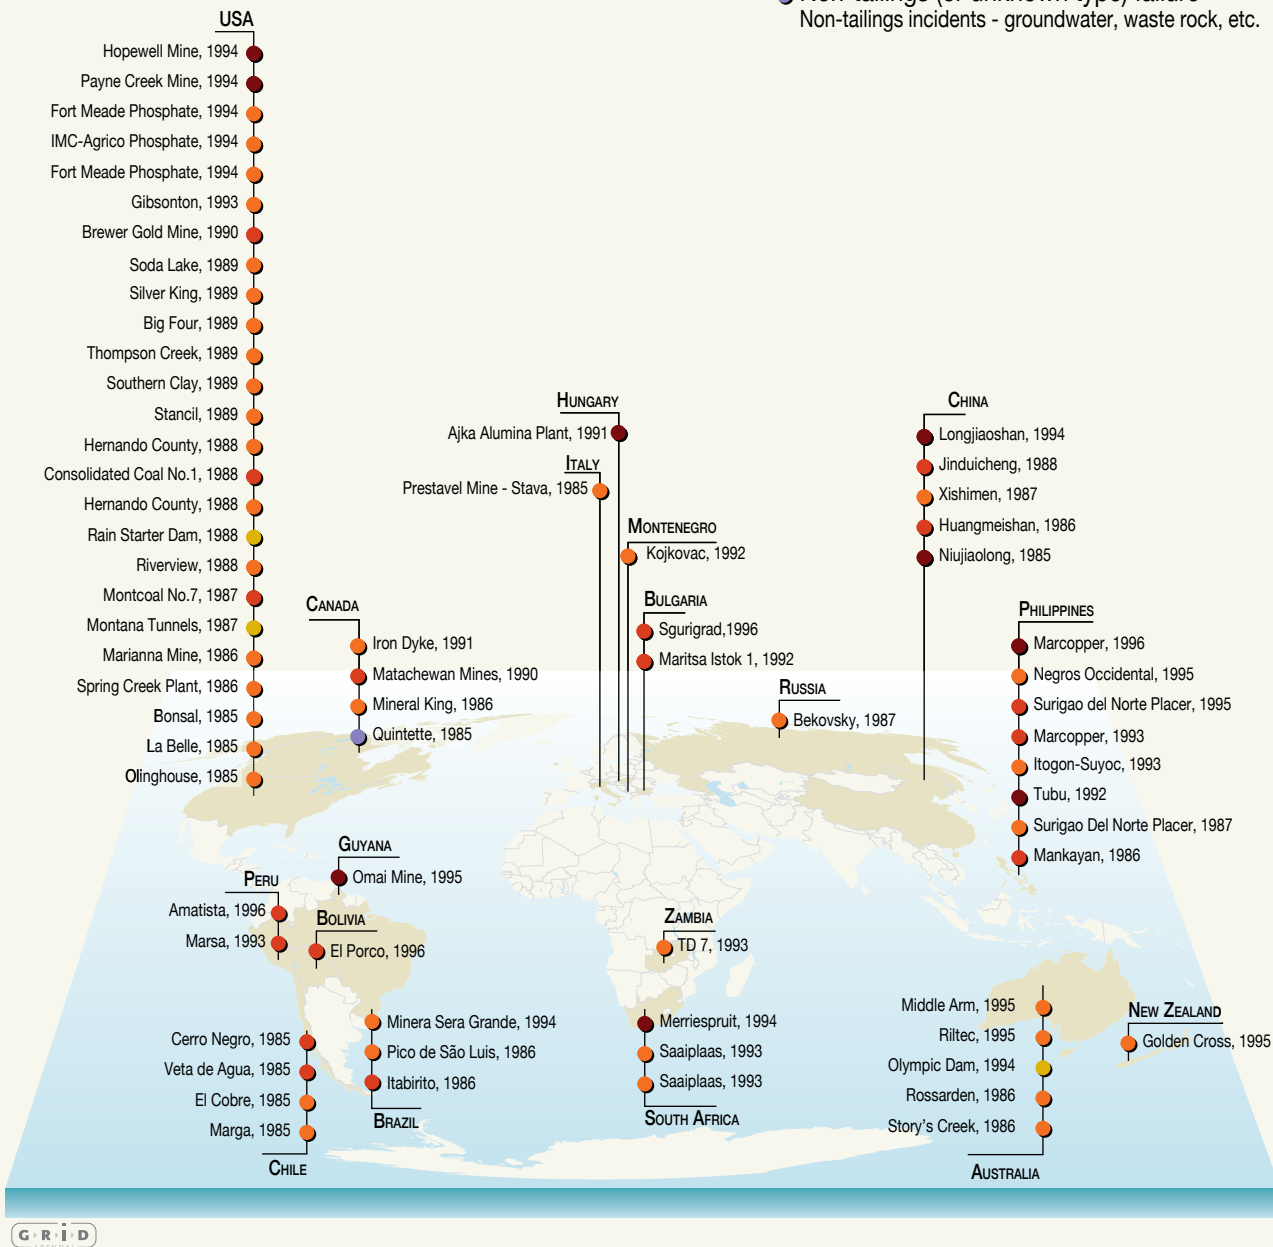 Non-tailings incidents - groundwater, waste rock, etc.
USA
Hopewell Mine, 1994
Payne Creek Mine, 1994
Fort Meade Phosphate, 1994
IMC-Agrico Phosphate, 1994
Fort Meade Phosphate, 1994
Gibsonton, 1993
Brewer Gold Mine, 1990
Soda Lake, 1989
Silver King, 1989
Big Four, 1989
Thompson Creek, 1989
Southern Clay, 1989
Stancil, 1989
Hernando County, 1988
Consolidated Coal No.1, 1988
Hernando County, 1988
Rain Starter Dam, 1988
Riverview, 1988
Montcoal No.7, 1987
Montana Tunnels, 1987
Marianna Mine, 1986
Spring Creek Plant, 1986
Bonsal, 1985
La Belle, 1985
Olinghouse, 1985
CANADA
Iron Dyke, 1991
Matachewan Mines, 1990
Mineral King, 1986
Quintette, 1985
HUNGARY
Ajka Alumina Plant, 1991
ITALY
Prestavel Mine - Stava, 1985
MONTENEGRO
Kojkovac, 1992
BULGARIA
Sgurigrad,1996
Maritsa Istok 1, 1992
RUSSIA
Bekovsky, 1987
CHINA
Longjiaoshan, 1994
Jinduicheng, 1988
Xishimen, 1987
Huangmeishan, 1986
Niujiaolong, 1985
PHILIPPINES
Marcopper, 1996
Negros Occidental, 1995
Surigao del Norte Placer, 1995
Marcopper, 1993
Itogon-Suyoc, 1993
Tubu, 1992
Surigao Del Norte Placer, 1987
Mankayan, 1986
GUYANA
Omai Mine, 1995
PERU
Amatista, 1996
Marsa, 1993
BOLIVIA
El Porco, 1996
ZAMBIA
TD 7, 1993
Cerro Negro, 1985
Veta de Agua, 1985
El Cobre, 1985
Marga, 1985
CHILE
Minera Sera Grande, 1994
Pico de São Luis, 1986
Itabirito, 1986
BRAZIL
Merriespruit, 1994
Saaiplaas, 1993
Saaiplaas, 1993
SOUTH AFRICA
Middle Arm, 1995
Riltec, 1995
Olympic Dam, 1994
Rossarden, 1986
Story's Creek, 1986
AUSTRALIA
NEW ZEALAND
Golden Cross, 1995
GRID